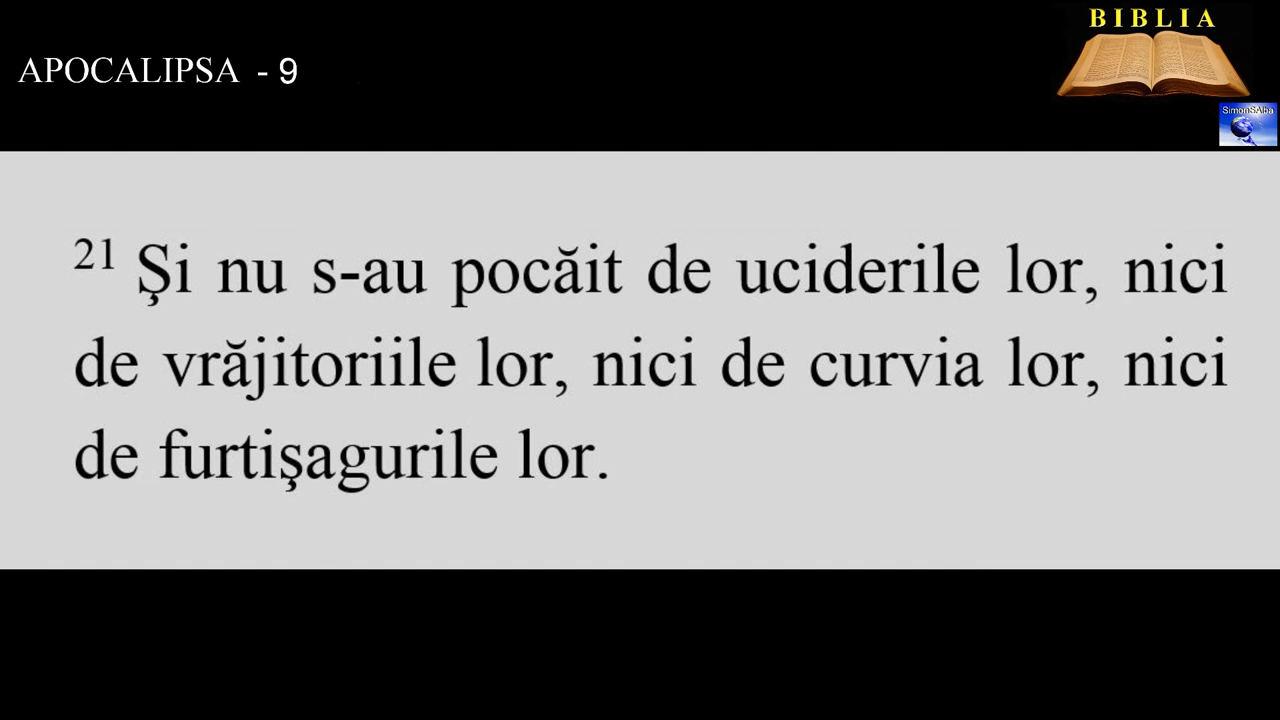 BIBLIA
APOCALIPSA - 9
SimonSAlba
21 Şi nu s-au pocăit de uciderile lor, nici
de vrăjitoriile lor, nici de curvia lor, nici
de furtişagurile lor.